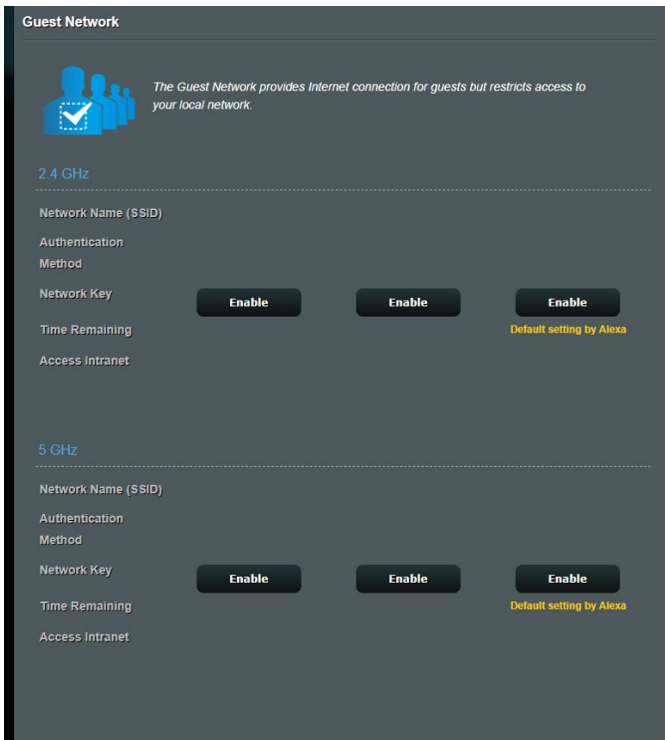 Guest Network
The Guest Network provides Internet connection for guests but restricts access to
your local network.
2.4 GHz
Network Name (SSID)
Authentication
Method
Network Key
Enable Enable Enable
Time Remaining
Default setting by Alexa
Access Intranet
5 GHz
Network Name (SSID)
Authentication
Method
Network Key
Enable Enable Enable
Time Remaining
Default setting by Alexa
Access Intranet